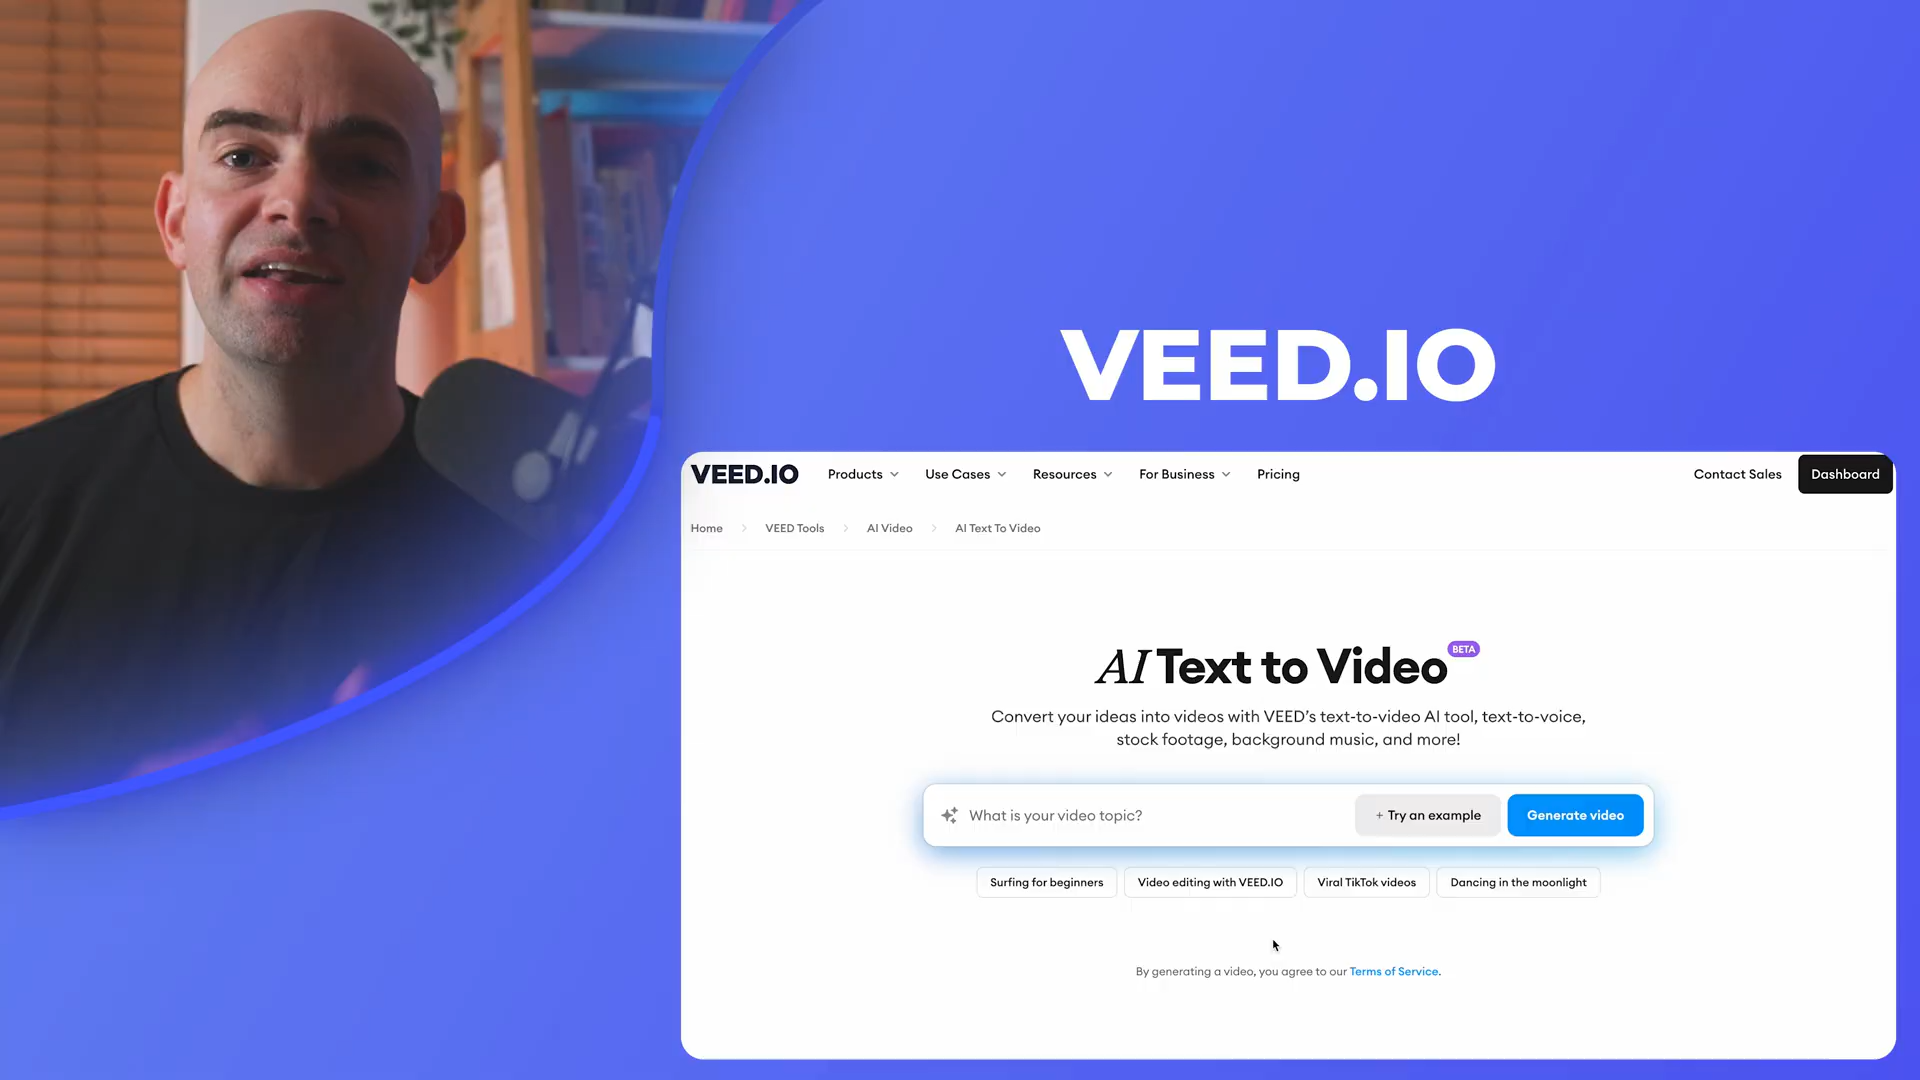 VEED.IO
VEED.IO Products Use Cases Resources For Business Pricing Contact Sales Dashboard
Home VEED Tools AI Video AI Text To Video
AI Text to Video BETA
Convert your ideas into videos with VEED’s text-to-video AI tool, text-to-voice,
stock footage, background music, and more!
What is your video topic? + Try an example Generate video
Surfing for beginners Video editing with VEED.IO Viral TikTok videos Dancing in the moonlight
By generating a video, you agree to our Terms of Service.